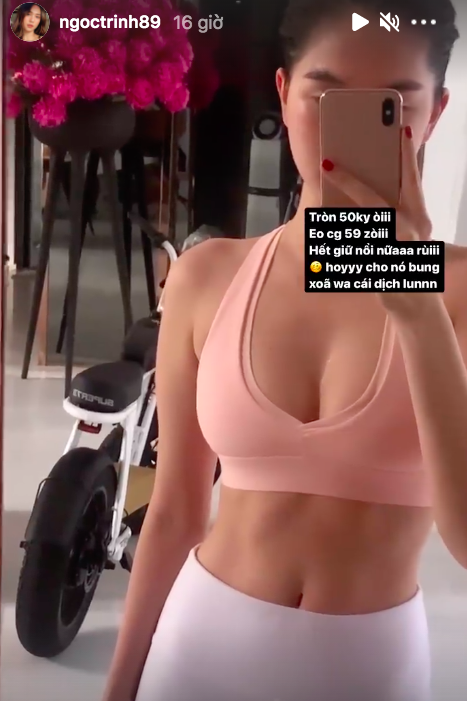 ngoctrinh89 16 giờ
Tròn 50ky òiii
Eo cg 59 zòiii
Hết giữ nổi nữaaa rùiii
🥴 hoyyy cho nó bung
xoã wa cái dịch lunnn
SUPER73